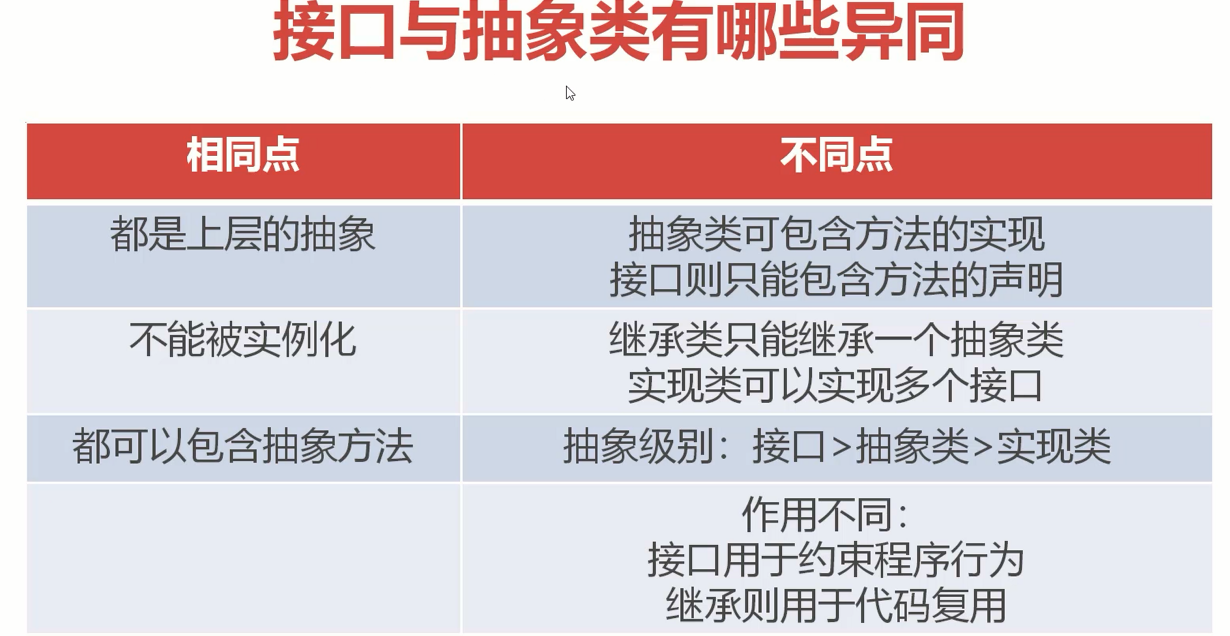 接口与抽象类有哪些异同
相同点
不同点
都是上层的抽象
抽象类可包含方法的实现
接口则只能包含方法的声明
不能被实例化
继承类只能继承一个抽象类
实现类可以实现多个接口
都可以包含抽象方法
抽象级别：接口>抽象类>实现类
作用不同：
接口用于约束程序行为
继承则用于代码复用